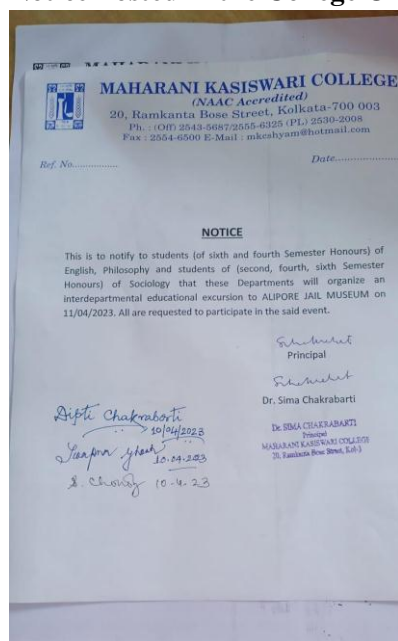 MAHARANI KASISWARI COLLEGE
(NAAC Accredited)
20, Ramkanta Bose Street, Kolkata-700 003
Ph. : (Off) 2543-5687/2555-6325 (PL) 2530-2008
Fax : 2554-6500 E-Mail : mkcshyam@hotmail.com
Ref. No...............
Date...................
NOTICE
This is to notify to students (of sixth and fourth Semester Honours) of
English, Philosophy and students of (second, fourth, sixth Semester
Honours) of Sociology that these Departments will organize an
interdepartmental educational excursion to ALIPORE JAIL MUSEUM on
11/04/2023. All are requested to participate in the said event.
Principal
Dr. Sima Chakrabarti
Dr. SIMA CHAKRABARTI
Principal
MAHARANI KASISWARI COLLEGE
20, Ramkanta Bose Street, Kol-3
Dipti Chakraborti
10/04/2023
Ghosh
10.04.2023
10-4-23